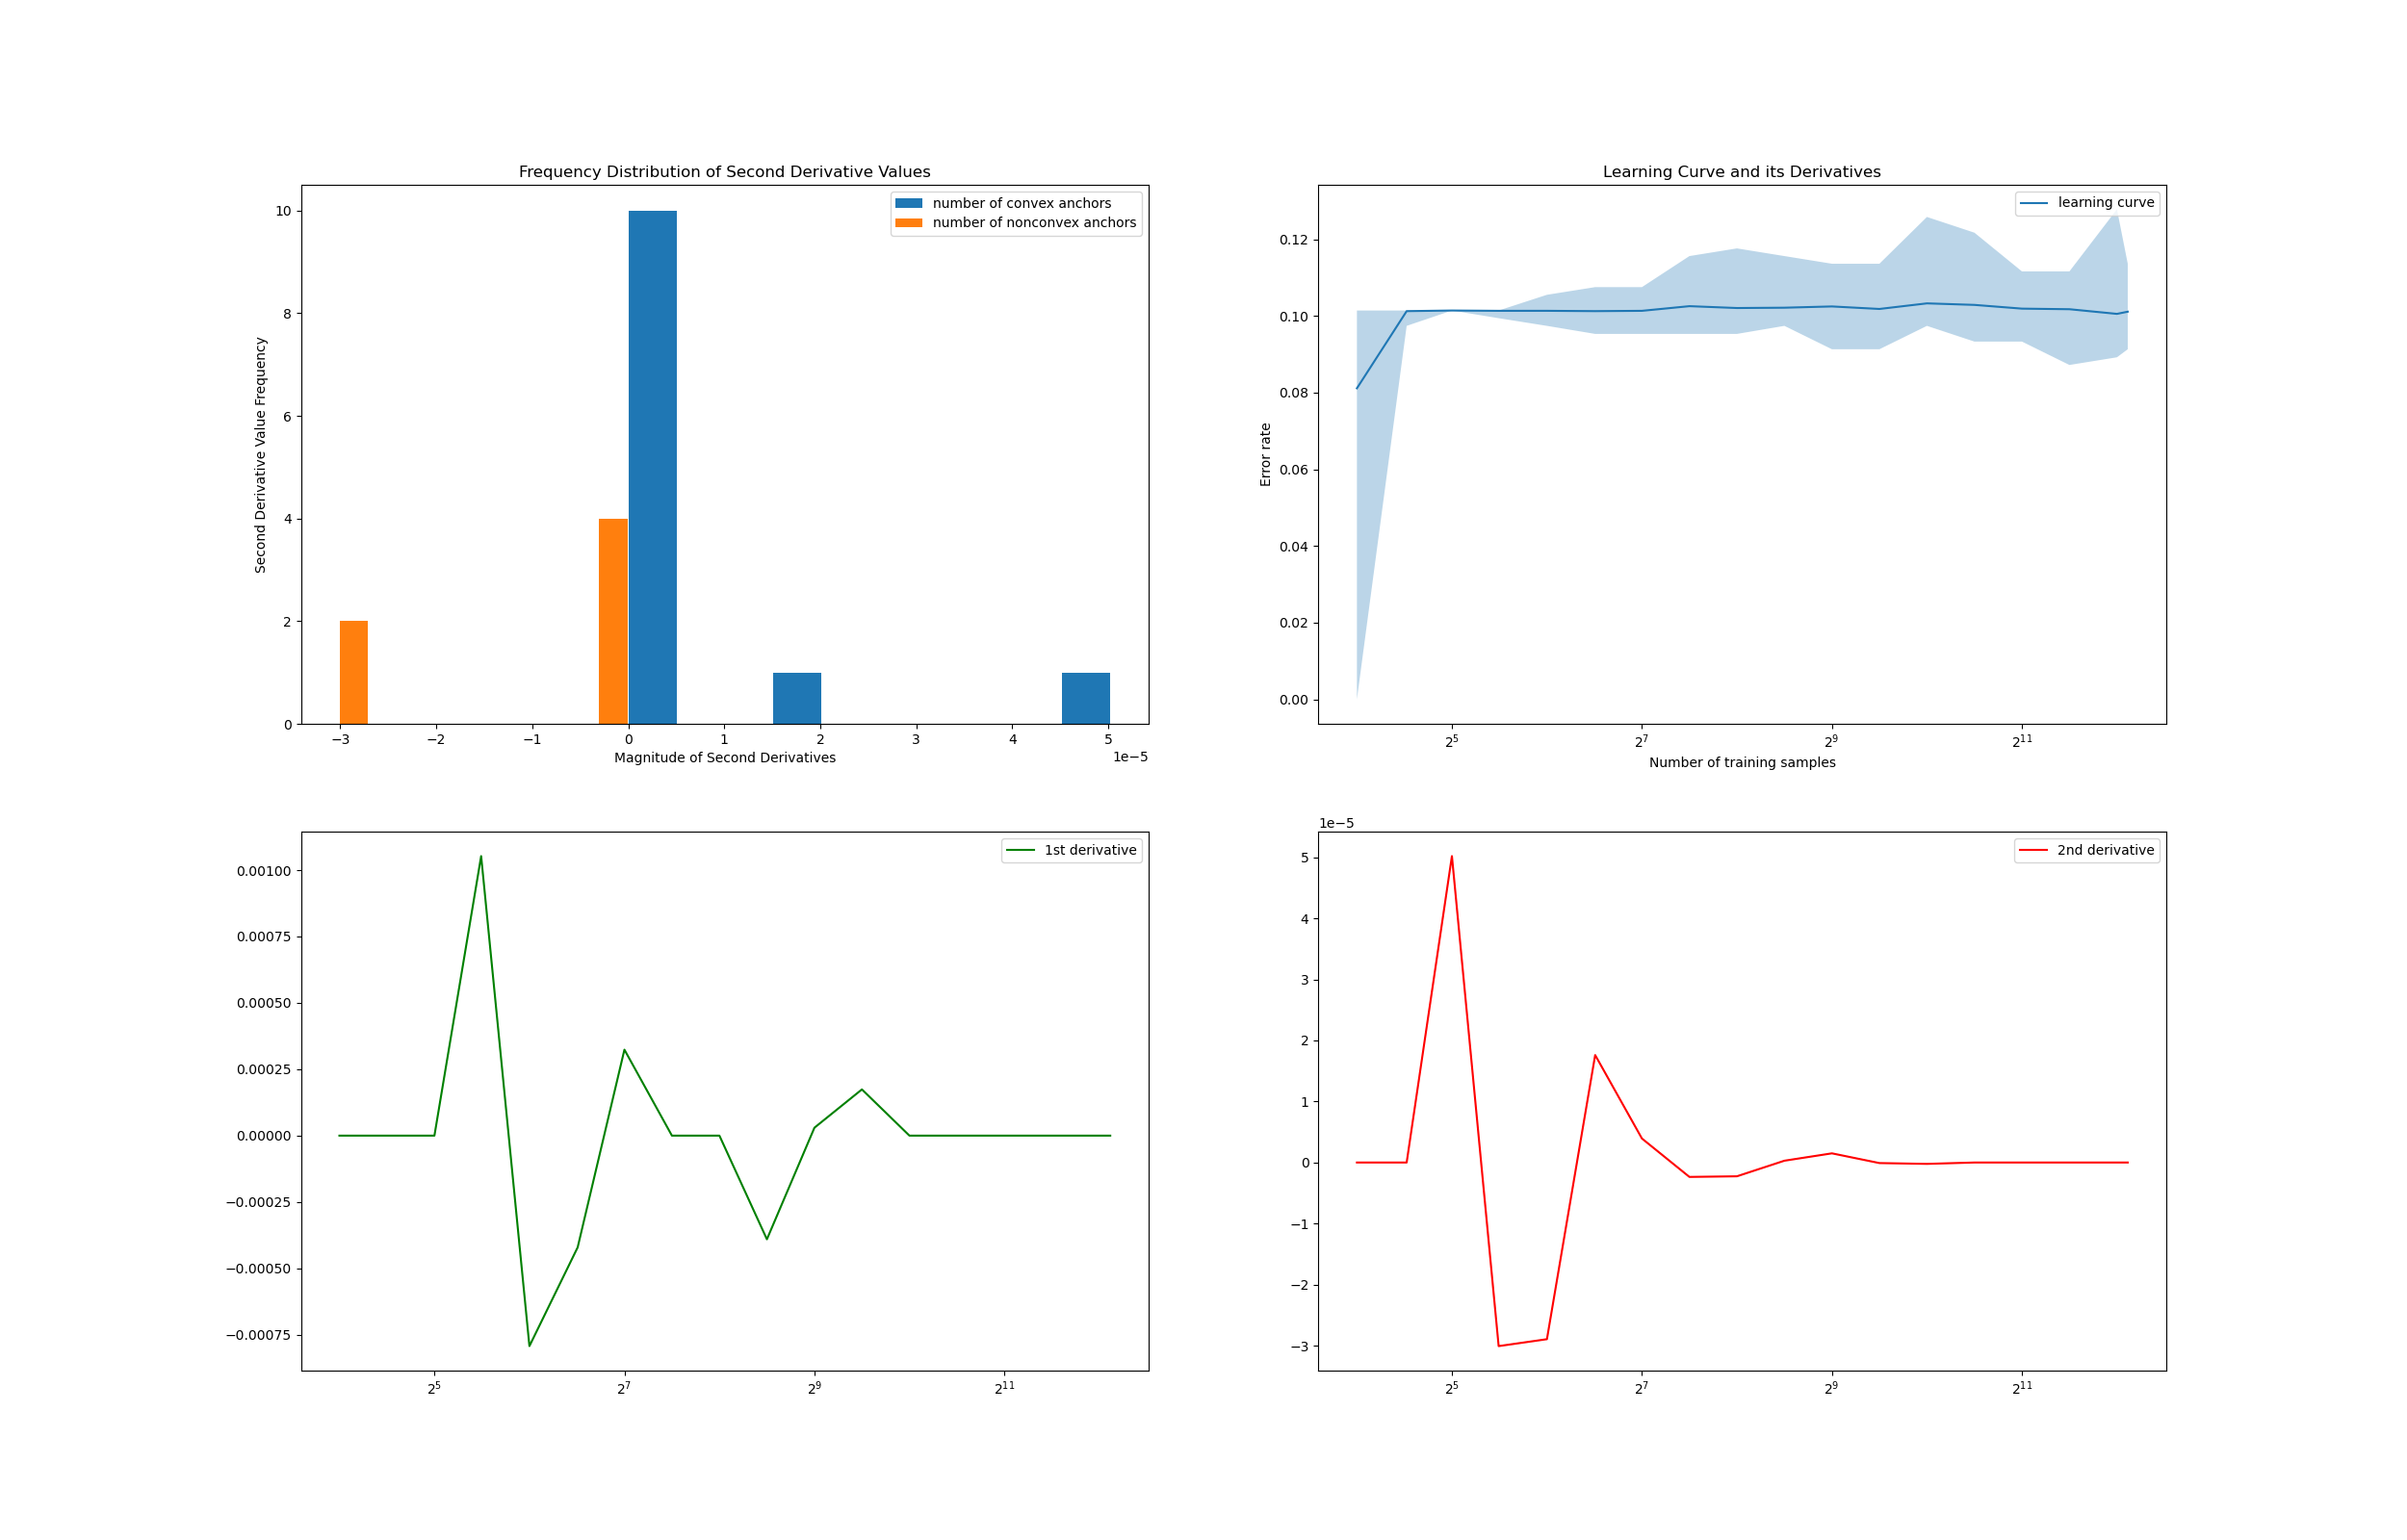 Frequency Distribution of Second Derivative Values
number of convex anchors
number of nonconvex anchors
Second Derivative Value Frequency
10
8
6
4
2
0
−3 −2 −1 0 1 2 3 4 5
1e−5
Magnitude of Second Derivatives
Learning Curve and its Derivatives
learning curve
Error rate
0.12
0.10
0.08
0.06
0.04
0.02
0.00
2^5 2^7 2^9 2^11
Number of training samples
1st derivative
0.00100
0.00075
0.00050
0.00025
0.00000
−0.00025
−0.00050
−0.00075
2^5 2^7 2^9 2^11
1e−5
2nd derivative
5
4
3
2
1
0
−1
−2
−3
2^5 2^7 2^9 2^11